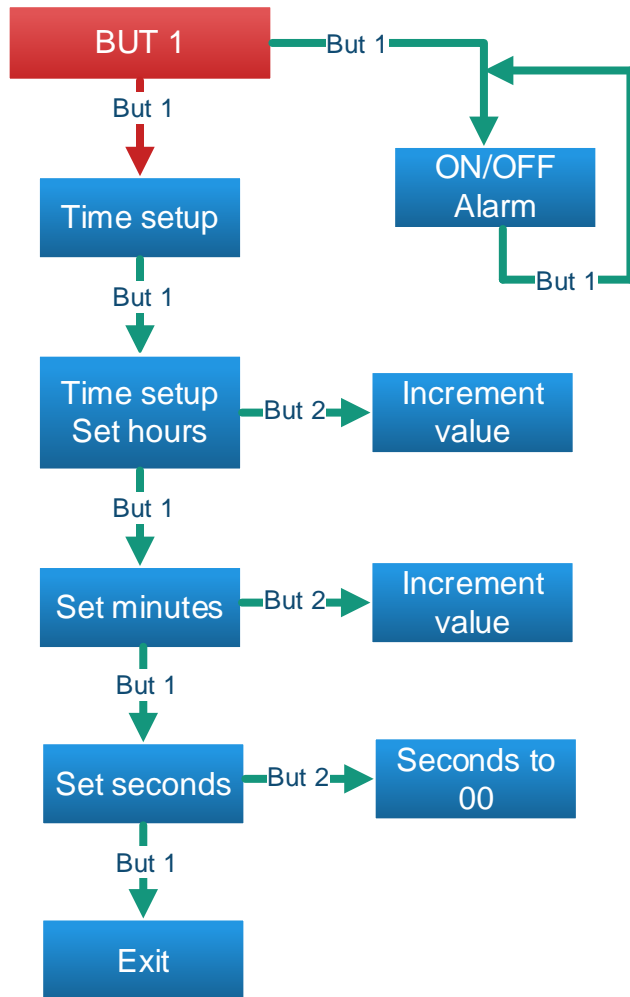 BUT 1
But 1
But 1
ON/OFF
Alarm
Time setup
But 1
But 1
Time setup
Set hours
But 2
Increment
value
But 1
Set minutes
But 2
Increment
value
But 1
Set seconds
But 2
Seconds to
00
But 1
Exit